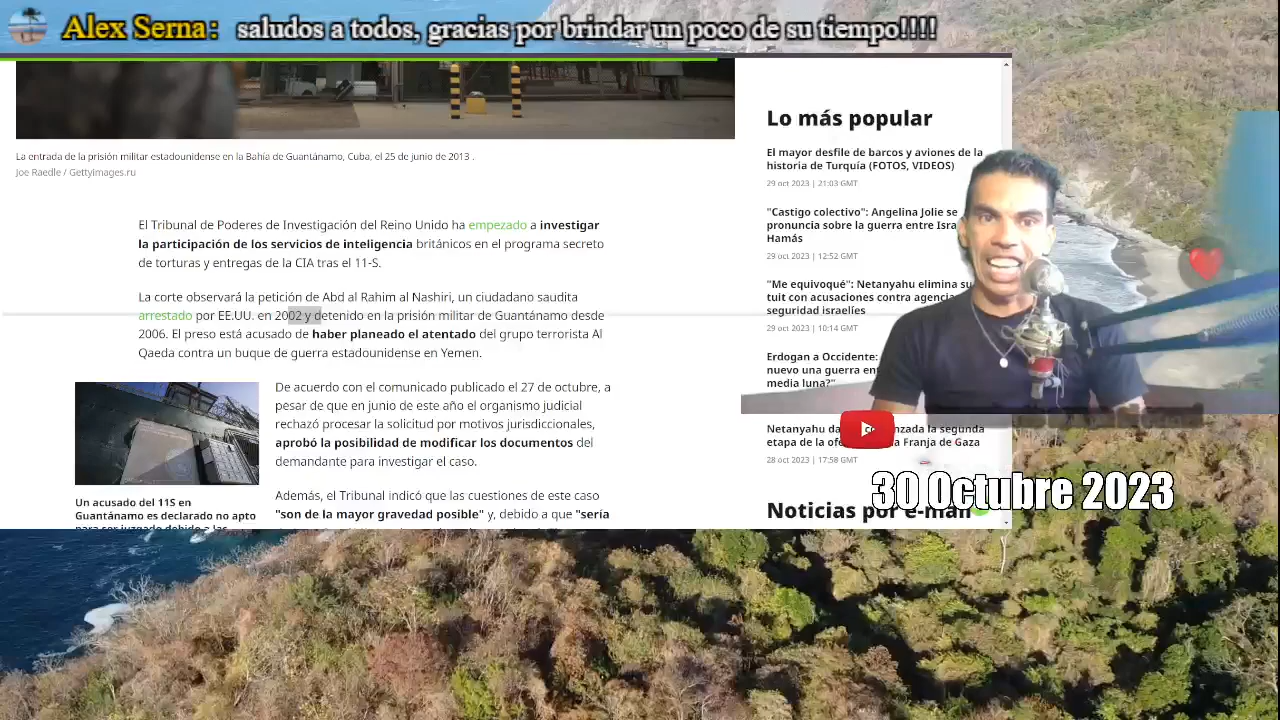 Alex Serna: saludos a todos, gracias por brindar un poco de su tiempo!!!!
La entrada de la prisión militar estadounidense en la Bahía de Guantánamo, Cuba, el 25 de junio de 2013 .
Joe Raedle / Gettyimages.ru
El Tribunal de Poderes de Investigación del Reino Unido ha empezado a investigar
la participación de los servicios de inteligencia británicos en el programa secreto
de torturas y entregas de la CIA tras el 11-S.
La corte observará la petición de Abd al Rahim al Nashiri, un ciudadano saudita
arrestado por EE.UU. en 2002 y detenido en la prisión militar de Guantánamo desde
2006. El preso está acusado de haber planeado el atentado del grupo terrorista Al
Qaeda contra un buque de guerra estadounidense en Yemen.
De acuerdo con el comunicado publicado el 27 de octubre, a
pesar de que en junio de este año el organismo judicial
rechazó procesar la solicitud por motivos jurisdiccionales,
aprobó la posibilidad de modificar los documentos del
demandante para investigar el caso.
Además, el Tribunal indicó que las cuestiones de este caso
"son de la mayor gravedad posible" y, debido a que "sería
Un acusado del 11S en
Guantánamo es declarado no apto
para ser juzgado debido a las
Lo más popular
El mayor desfile de barcos y aviones de la
historia de Turquía (FOTOS, VIDEOS)
29 oct 2023 | 21:03 GMT
"Castigo colectivo": Angelina Jolie se
pronuncia sobre la guerra entre
Hamás
29 oct 2023 | 12:52 GMT
"Me equivoqué": Netanyahu elimina su
tuit con acusaciones contra
seguridad israelíes
29 oct 2023 | 10:14 GMT
Erdogan a Occidente:
nuevo una guerra
media luna?"
Netanyahu la segunda
etapa de la Franja de Gaza
28 oct 2023 | 17:58 GMT
Noticias por e-mail
30 Octubre 2023